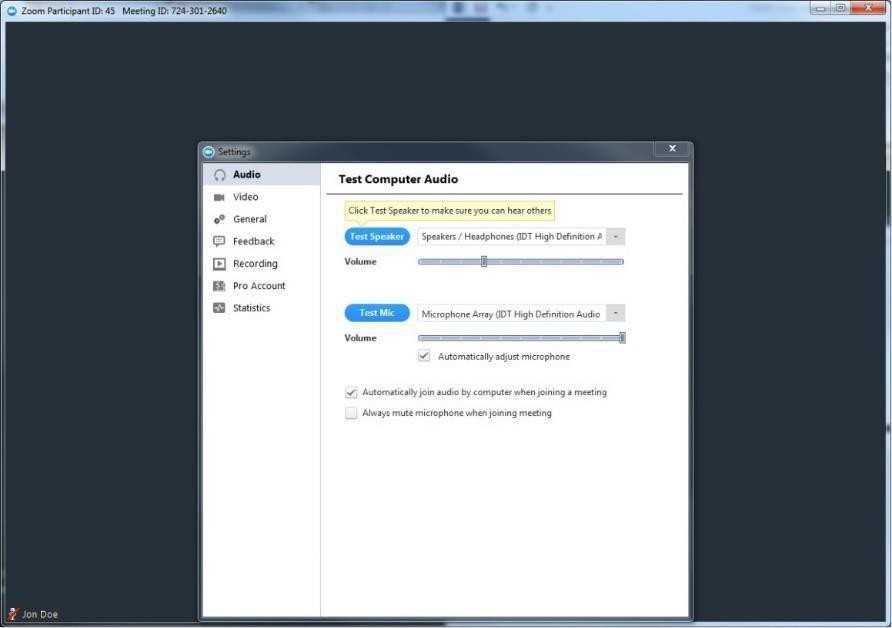 Zoom Participant ID: 45 Meeting ID: 724-301-2640
Settings
Audio
Video
General
Feedback
Recording
Pro Account
Statistics
Test Computer Audio
Click Test Speaker to make sure you can hear others
Test Speaker
Speakers / Headphones (IDT High Definition A
Volume
Test Mic
Microphone Array (IDT High Definition Audio
Volume
Automatically adjust microphone
Automatically join audio by computer when joining a meeting
Always mute microphone when joining meeting
Jon Doe